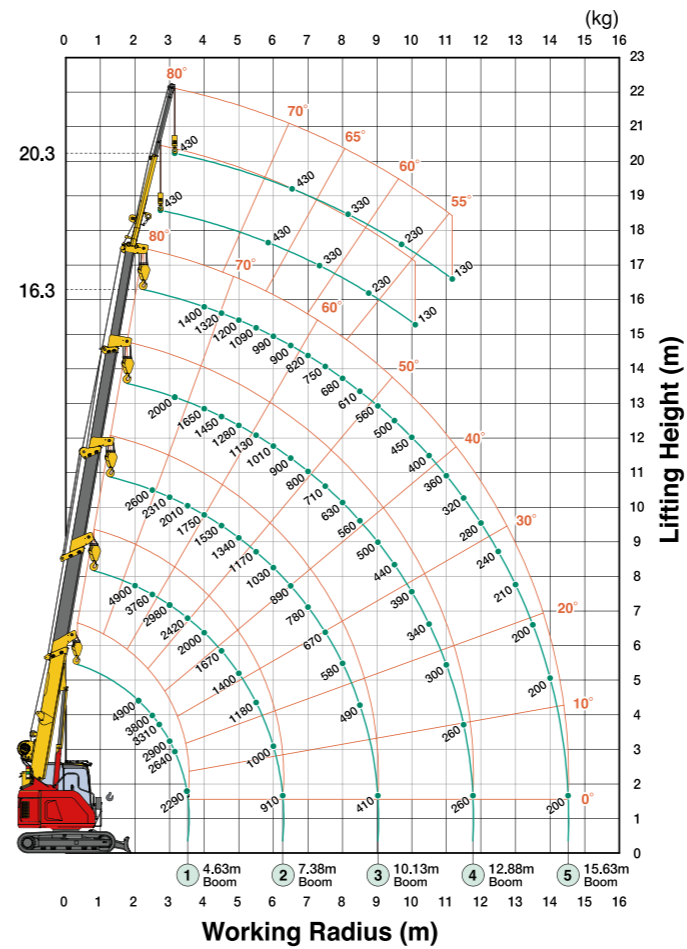 (kg)
0 1 2 3 4 5 6 7 8 9 10 11 12 13 14 15 16
23
22
21
20
19
18
17
16
15
14
13
12
11
10
9
8
7
6
5
4
3
2
1
0
Lifting Height (m)
20.3
16.3
80°
70°
65°
60°
55°
430 430 330 230 130
430 430 330 230 130
80°
70°
60°
50°
40°
30°
20°
10°
0°
1400 1320 1200 1090 990 900 820 750 680 610 560 500 450 400 360 320 280 240 210 200 200 200
2000 1650 1450 1280 1130 1010 900 800 710 630 560 500 440 390 340 300 260 260
2600 2310 2010 1750 1530 1340 1170 1030 890 780 670 580 490 410
4900 3760 2980 2420 2000 1670 1400 1180 1000 910
4900 3800 3310 2900 2640 2290
1 4.63m Boom
2 7.38m Boom
3 10.13m Boom
4 12.88m Boom
5 15.63m Boom
0 1 2 3 4 5 6 7 8 9 10 11 12 13 14 15 16
Working Radius (m)